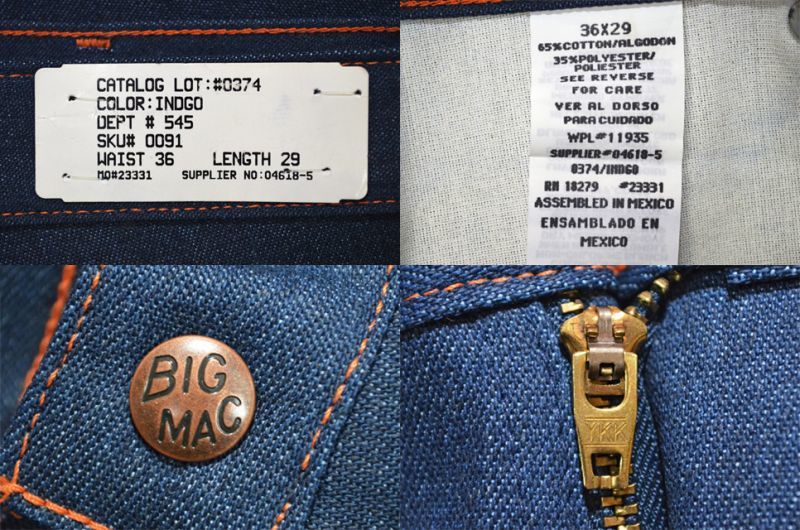 CATALOG LOT:#0374
COLOR:INDGO
DEPT # 545
SKU# 0091
WAIST 36 LENGTH 29
MO#23331 SUPPLIER NO:04618-5
36X29
65%COTTON/ALGODON
35%POLYESTER/
POLIESTER
SEE REVERSE
FOR CARE
VER AL DORSO
PARA CUIDADO
WPL#11935
SUPPLIER#04618-5
0374/INDGO
RN 18279 #23331
ASSEMBLED IN MEXICO
ENSAMBLADO EN
MEXICO
BIG
MAC
YKK